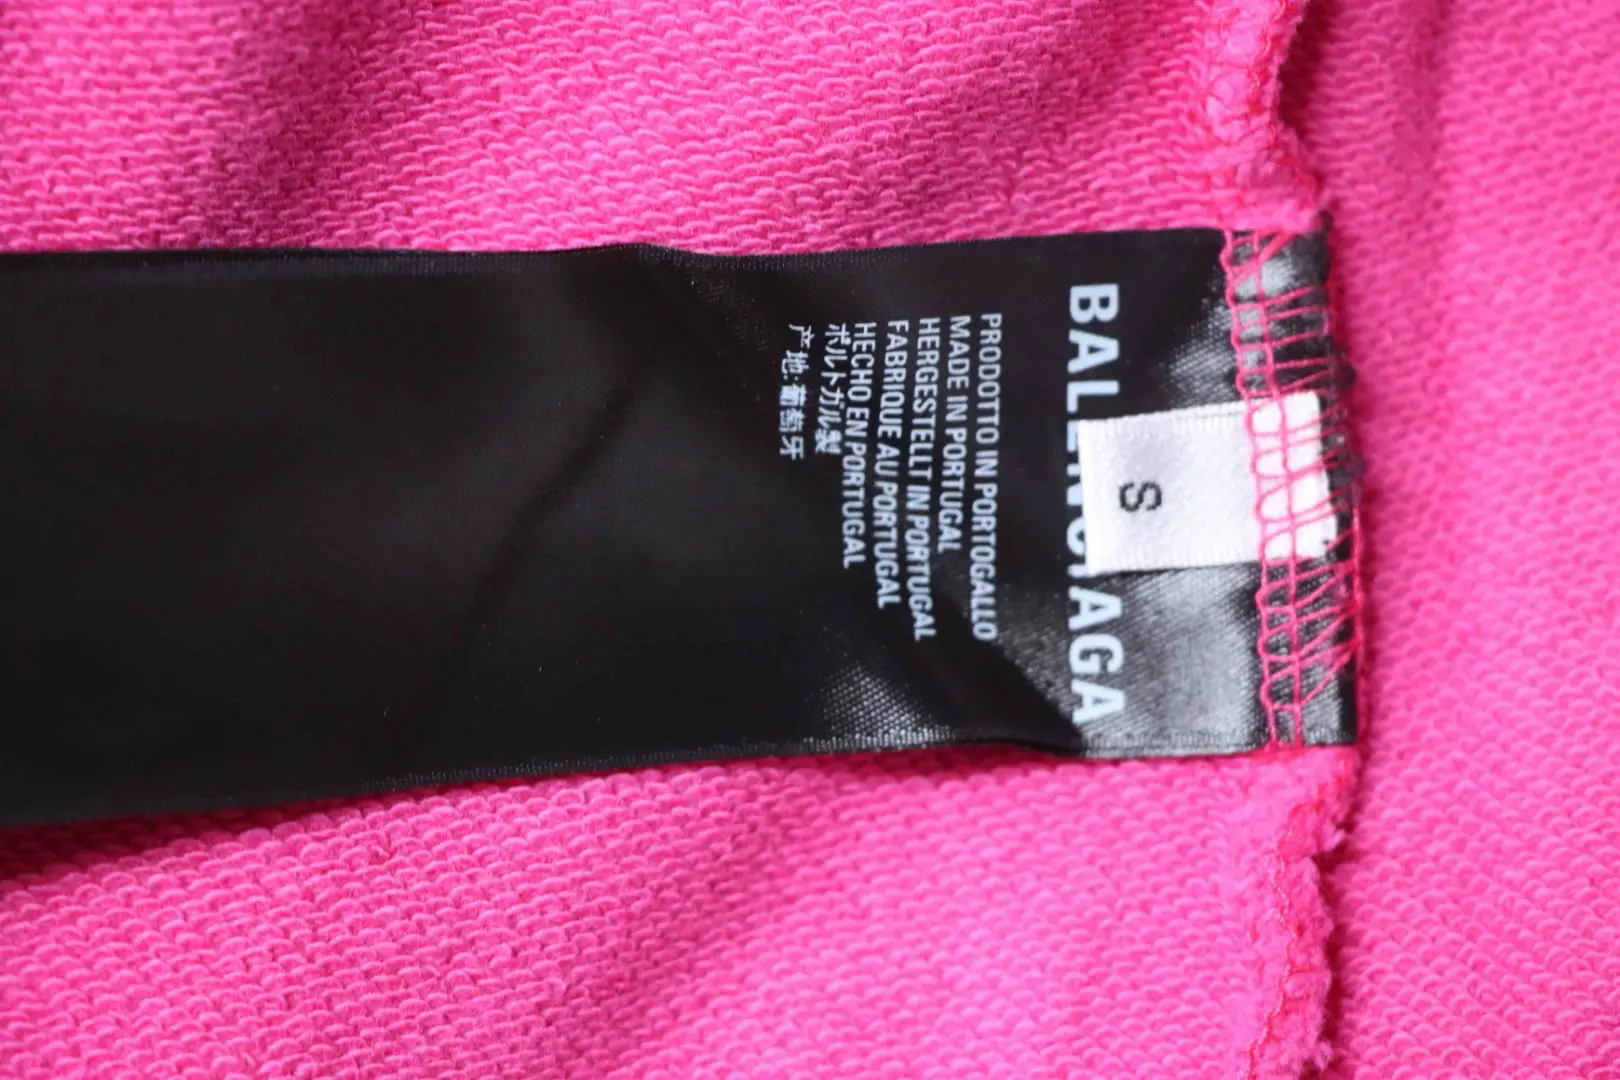 BALENCIAGA
S
PRODOTTO IN PORTOGALLO
MADE IN PORTUGAL
HERGESTELLT IN PORTUGAL
FABRIQUE AU PORTUGAL
HECHO EN PORTUGAL
ポルトガル製
产地:葡萄牙